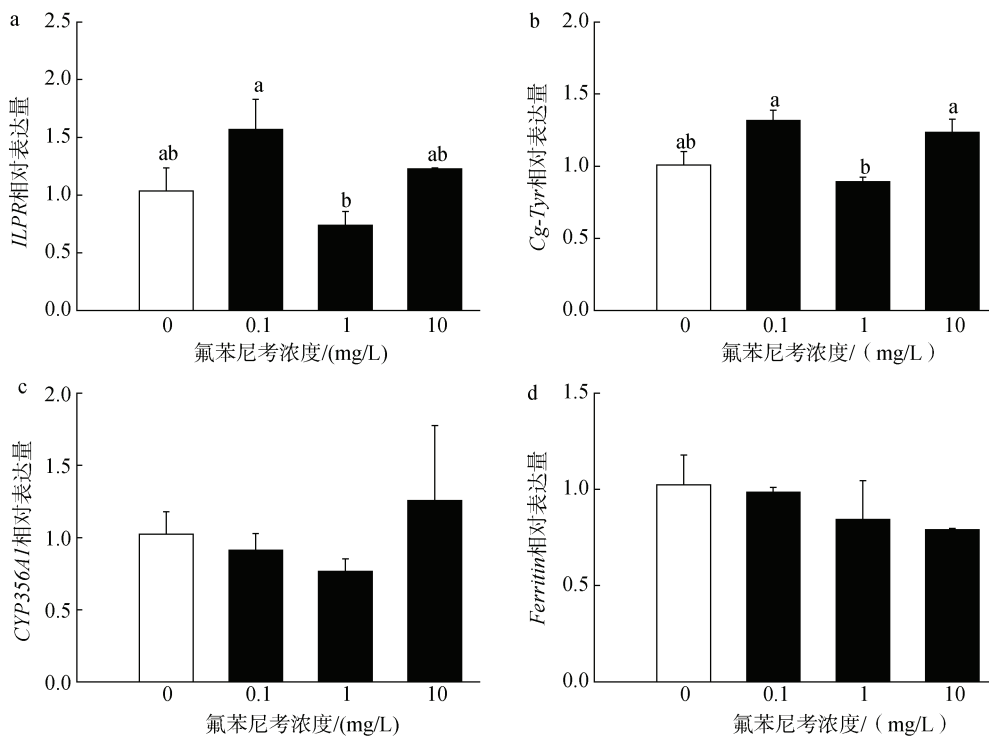 a
2.5
2.0
1.5
1.0
0.5
0.0
ILPR相对表达量
ab
a
b
ab
0 0.1 1 10
氟苯尼考浓度/(mg/L)
b
2.0
1.5
1.0
0.5
0.0
Cg-Tyr相对表达量
ab
a
b
a
0 0.1 1 10
氟苯尼考浓度/（mg/L）
c
2.0
1.5
1.0
0.5
0.0
CYP356A1相对表达量
0 0.1 1 10
氟苯尼考浓度/(mg/L)
d
1.5
1.0
0.5
0.0
Ferritin相对表达量
0 0.1 1 10
氟苯尼考浓度/（mg/L）